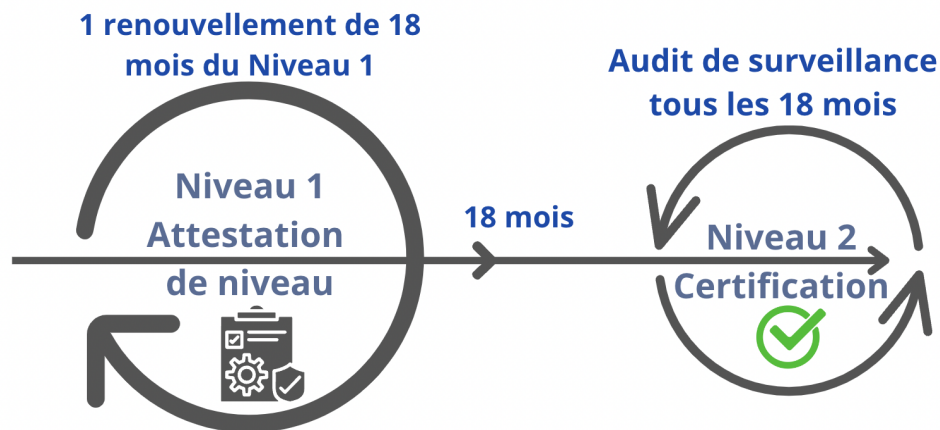 1 renouvellement de 18
mois du Niveau 1
Niveau 1
Attestation
de niveau
18 mois
Audit de surveillance
tous les 18 mois
Niveau 2
Certification